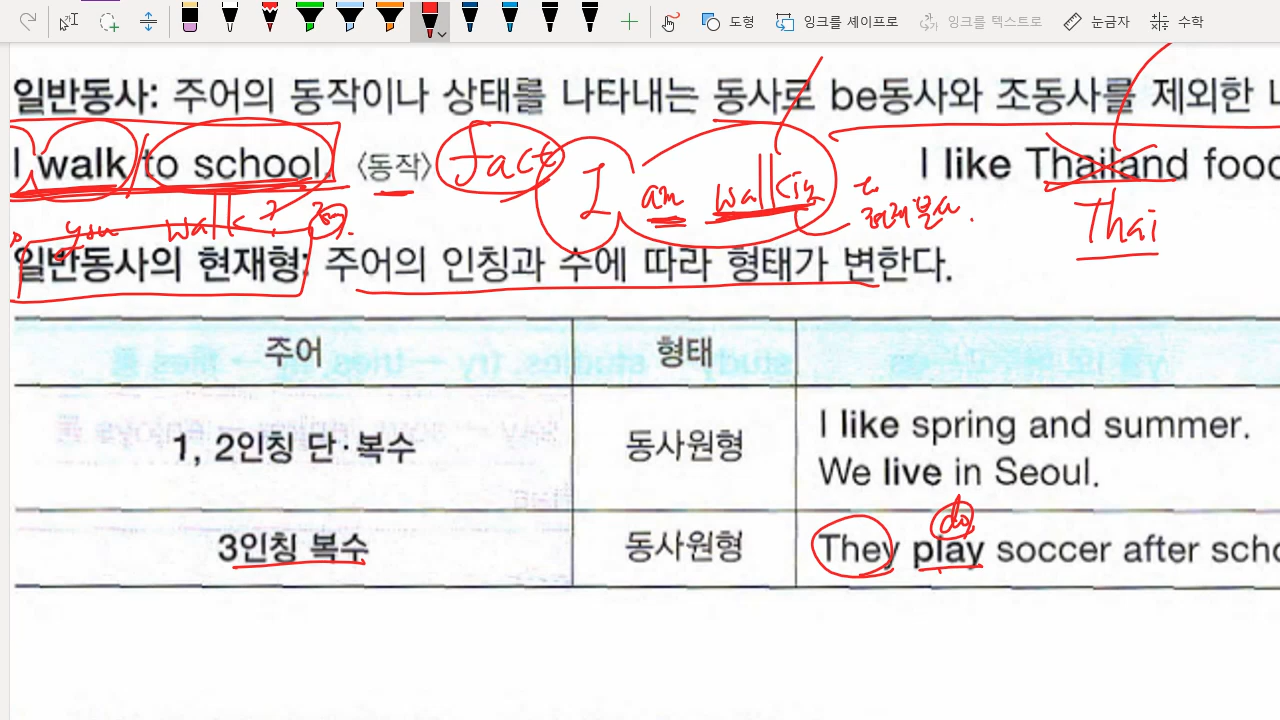 도형 잉크를 셰이프로 잉크를 텍스트로 눈금자 수학
일반동사: 주어의 동작이나 상태를 나타내는 동사로 be동사와 조동사를 제외한
I walk to school. 〈동작〉 fact I am walking to I like Thailand food
you walk? Thai
일반동사의 현재형: 주어의 인칭과 수에 따라 형태가 변한다.
주어 형태
1, 2인칭 단·복수 동사원형 I like spring and summer.
We live in Seoul.
do
3인칭 복수 동사원형 They play soccer after scho